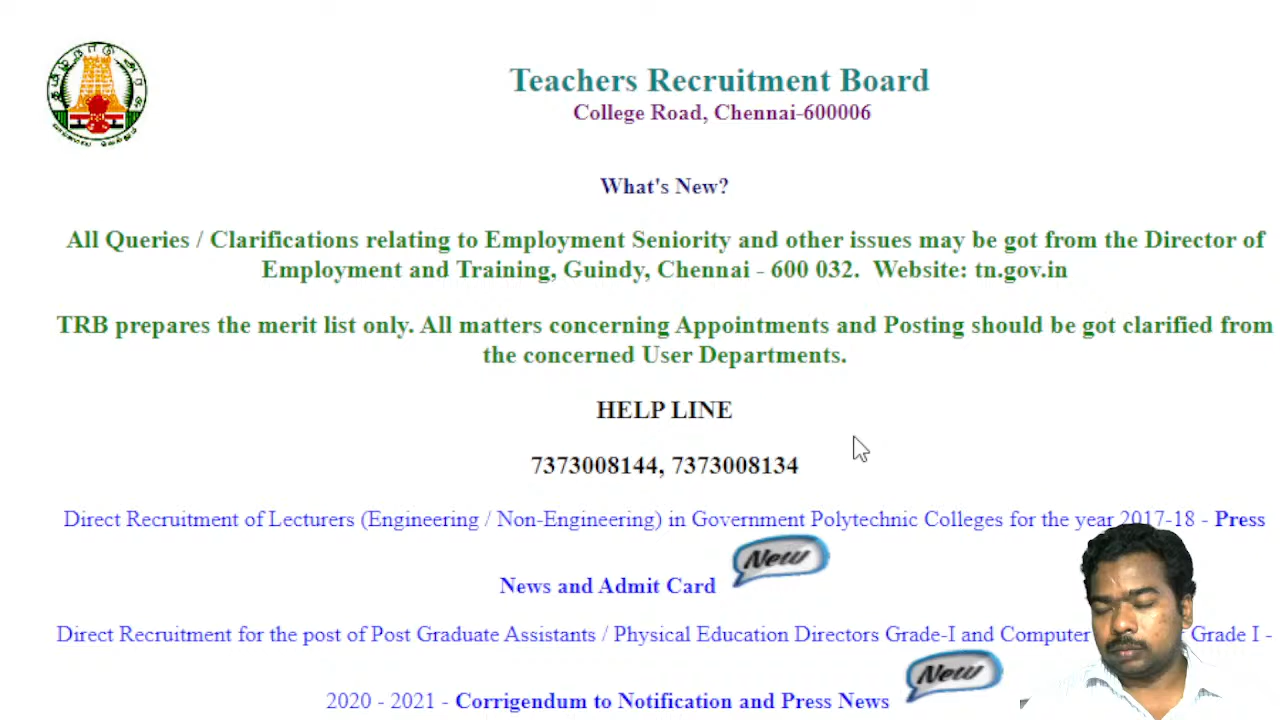 தமிழ்நாடு அரசு
வாய்மையே வெல்லும்
Teachers Recruitment Board
College Road, Chennai-600006
What's New?
All Queries / Clarifications relating to Employment Seniority and other issues may be got from the Director of
Employment and Training, Guindy, Chennai - 600 032. Website: tn.gov.in
TRB prepares the merit list only. All matters concerning Appointments and Posting should be got clarified from
the concerned User Departments.
HELP LINE
7373008144, 7373008134
Direct Recruitment of Lecturers (Engineering / Non-Engineering) in Government Polytechnic Colleges for the year 2017-18 - Press
News and Admit Card New
Direct Recruitment for the post of Post Graduate Assistants / Physical Education Directors Grade-I and Computer Grade I -
2020 - 2021 - Corrigendum to Notification and Press News New